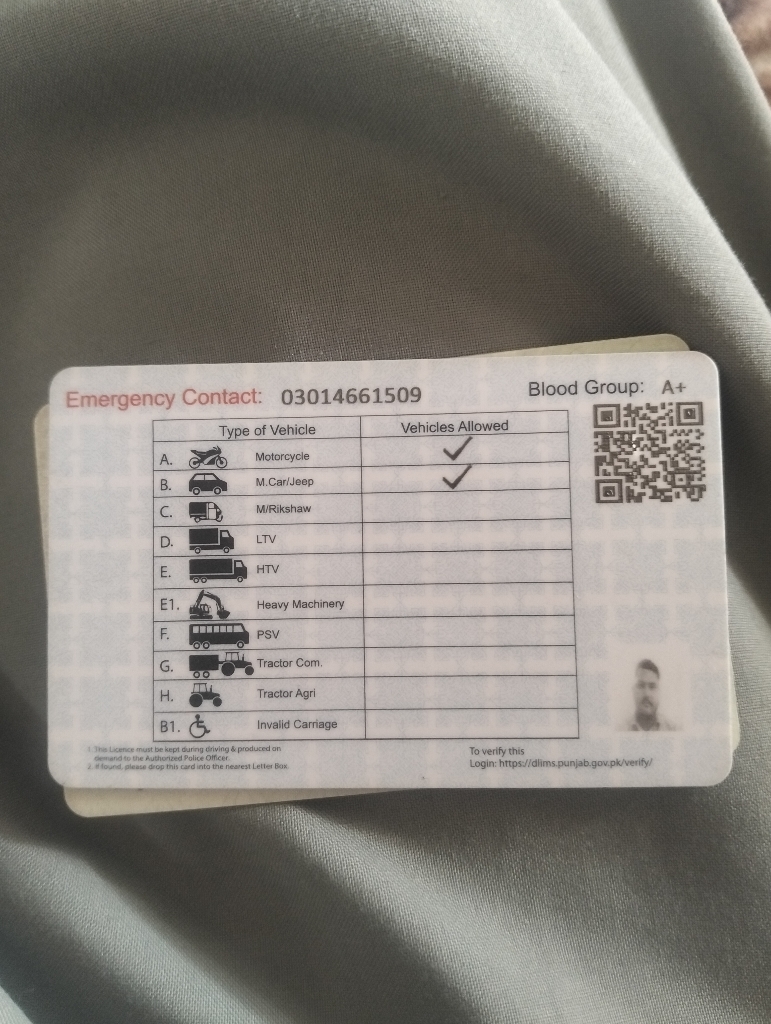 Emergency Contact: 03014661509
Blood Group: A+
Type of Vehicle Vehicles Allowed
A. Motorcycle ✓
B. M.Car/Jeep ✓
C. M/Rikshaw
D. LTV
E. HTV
E1. Heavy Machinery
F. PSV
G. Tractor Com.
H. Tractor Agri
B1. Invalid Carriage
1. This Licence must be kept during driving & produced on
demand to the Authorized Police Officer.
2. If found, please drop this card into the nearest Letter Box.
To verify this
Login: https://dlims.punjab.gov.pk/verify/